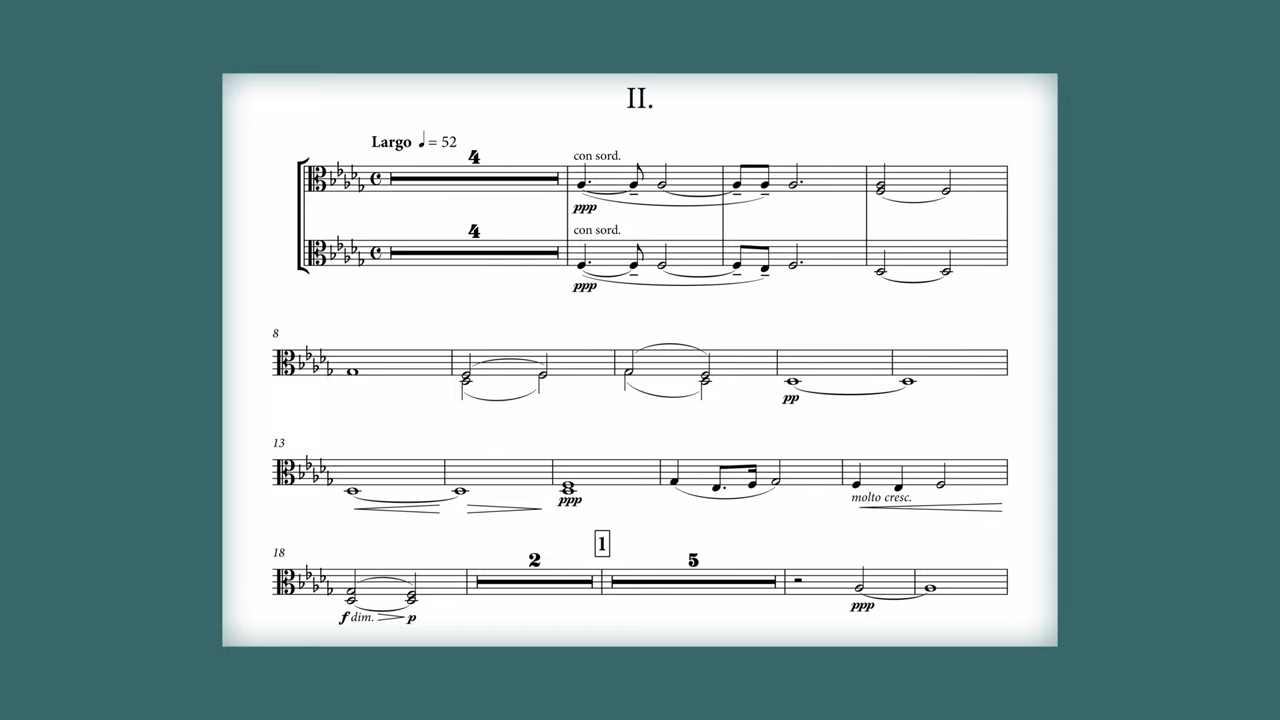 II.
Largo ♩ = 52
4
con sord.
ppp
4
con sord.
ppp
8
pp
13
ppp
molto cresc.
1
18
2
5
f dim.
p
ppp